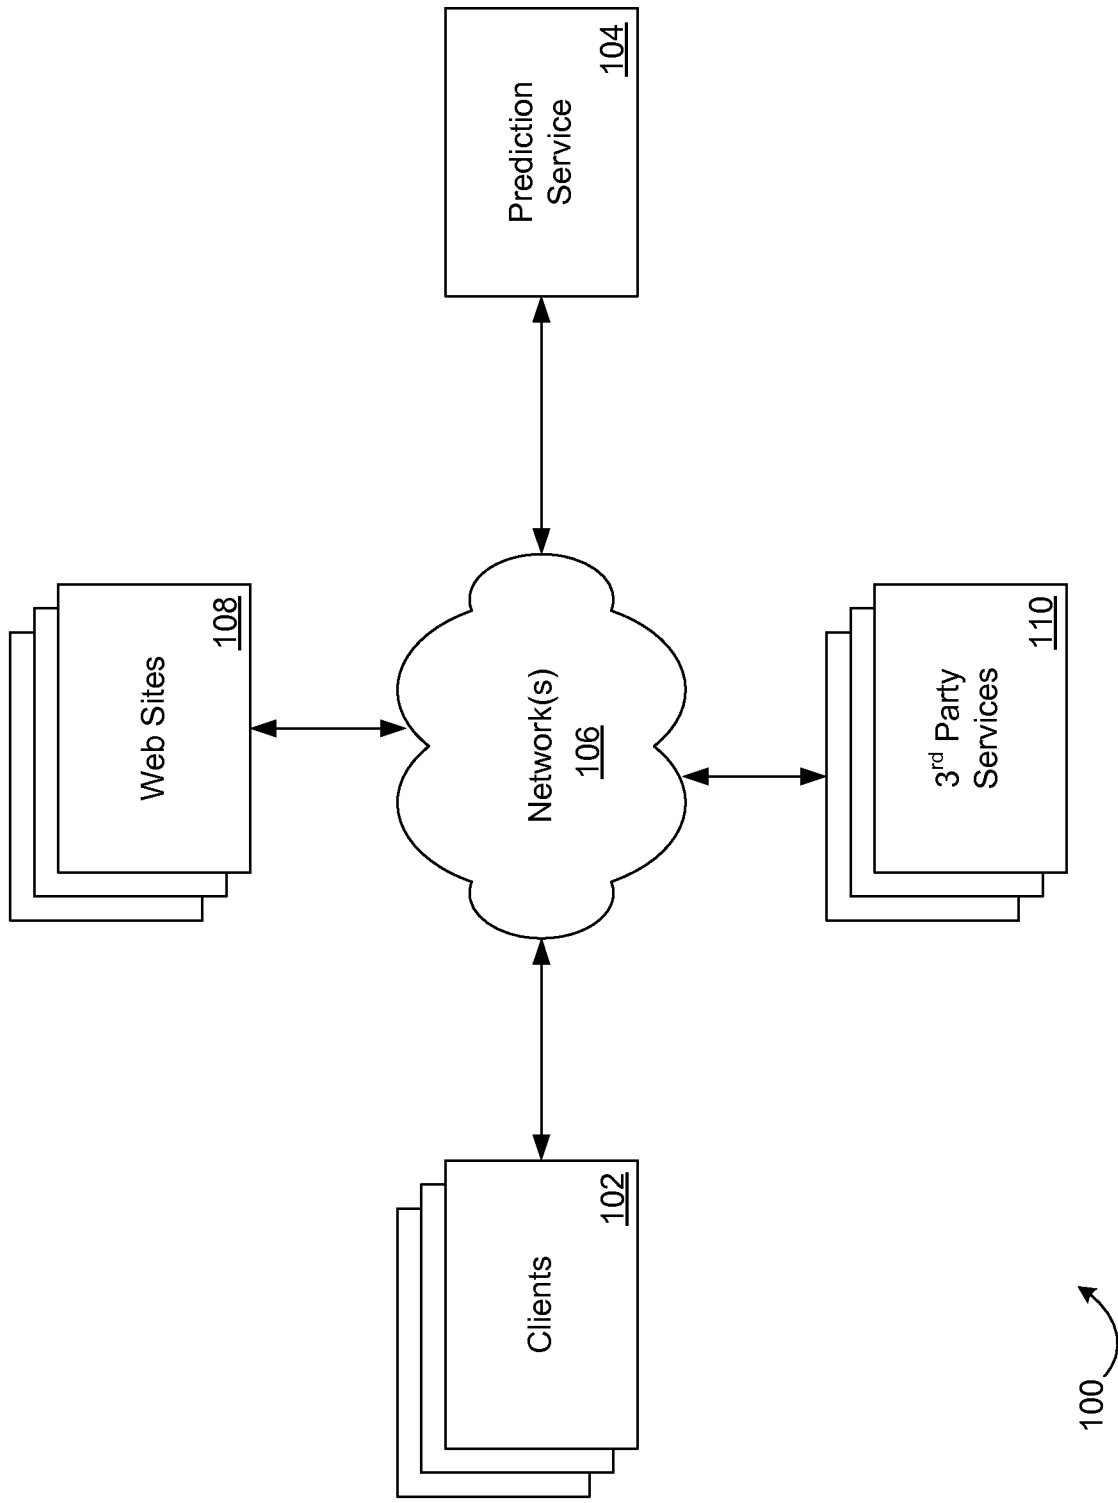 Web Sites
108
Clients
102
Network(s)
106
Prediction
Service
104
3rd Party
Services
110
100